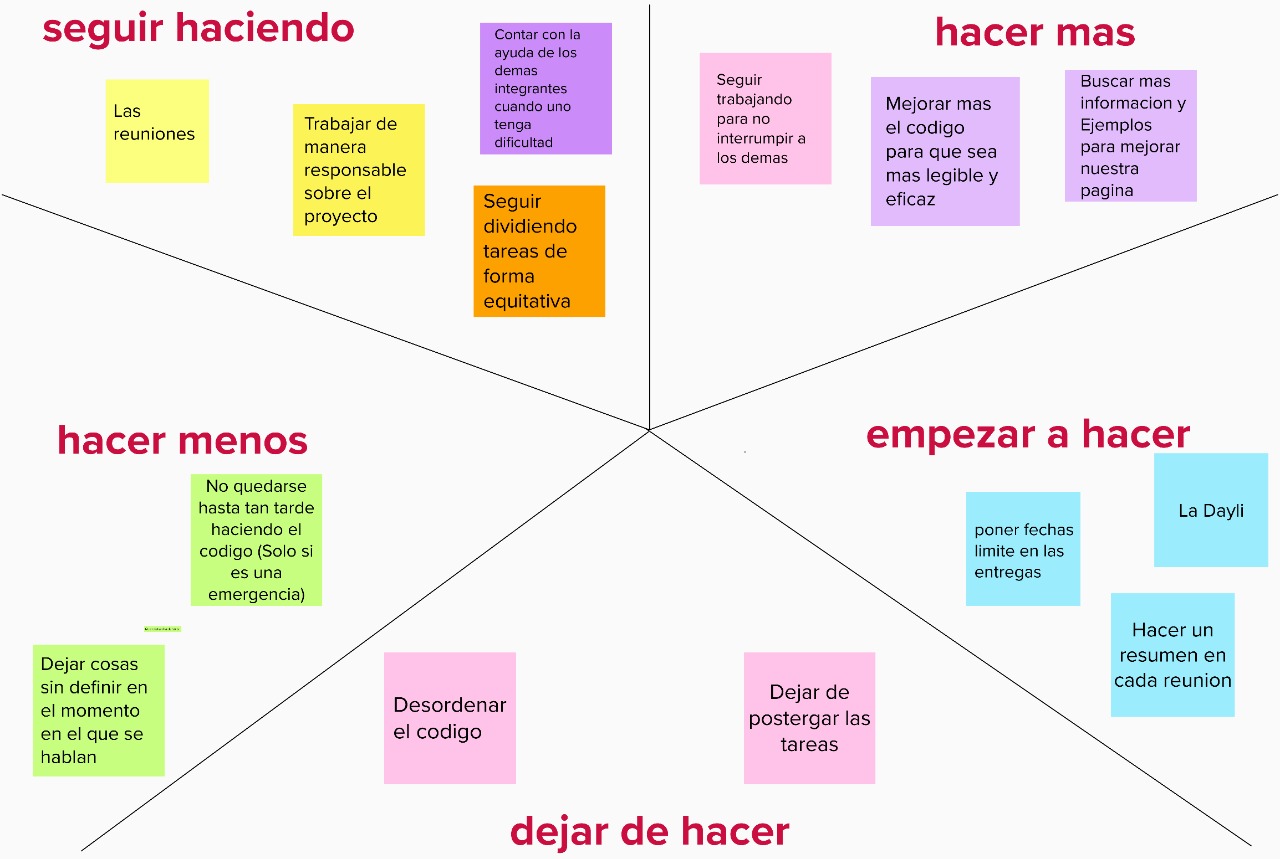 seguir haciendo
Las
reuniones
Trabajar de
manera
responsable
sobre el
proyecto
Contar con la
ayuda de los
demas
integrantes
cuando uno
tenga
dificultad
Seguir
dividiendo
tareas de
forma
equitativa
hacer mas
Seguir
trabajando
para no
interrumpir a
los demas
Mejorar mas
el codigo
para que sea
mas legible y
eficaz
Buscar mas
informacion y
Ejemplos
para mejorar
nuestra
pagina
hacer menos
No quedarse
hasta tan tarde
haciendo el
codigo (Solo si
es una
emergencia)
Dejar cosas
sin definir en
el momento
en el que se
hablan
empezar a hacer
La Dayli
poner fechas
limite en las
entregas
Hacer un
resumen en
cada reunion
Desordenar
el codigo
Dejar de
postergar las
tareas
dejar de hacer